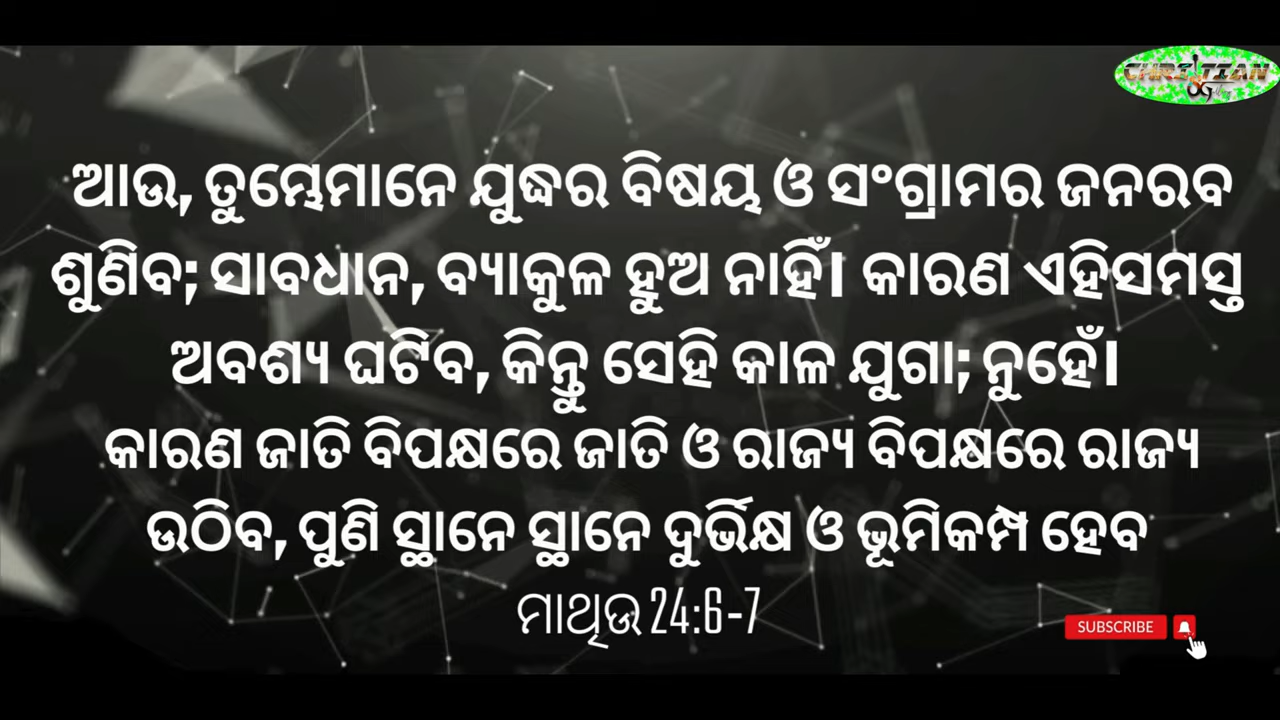 CHRISTIAN
ଆଉ, ତୁମ୍ଭେମାନେ ଯୁଦ୍ଧର ବିଷୟ ଓ ସଂଗ୍ରାମର ଜନରବ
ଶୁଣିବ; ସାବଧାନ, ବ୍ୟାକୁଳ ହୁଅ ନାହିଁ। କାରଣ ଏହିସମସ୍ତ
ଅବଶ୍ୟ ଘଟିବ, କିନ୍ତୁ ସେହି କାଳ ଯୁଗା; ନୁହେଁ।
କାରଣ ଜାତି ବିପକ୍ଷରେ ଜାତି ଓ ରାଜ୍ୟ ବିପକ୍ଷରେ ରାଜ୍ୟ
ଉଠିବ, ପୁଣି ସ୍ଥାନେ ସ୍ଥାନେ ଦୁର୍ଭିକ୍ଷ ଓ ଭୂମିକମ୍ପ ହେବ
ମାଥିଉ 24:6-7
SUBSCRIBE